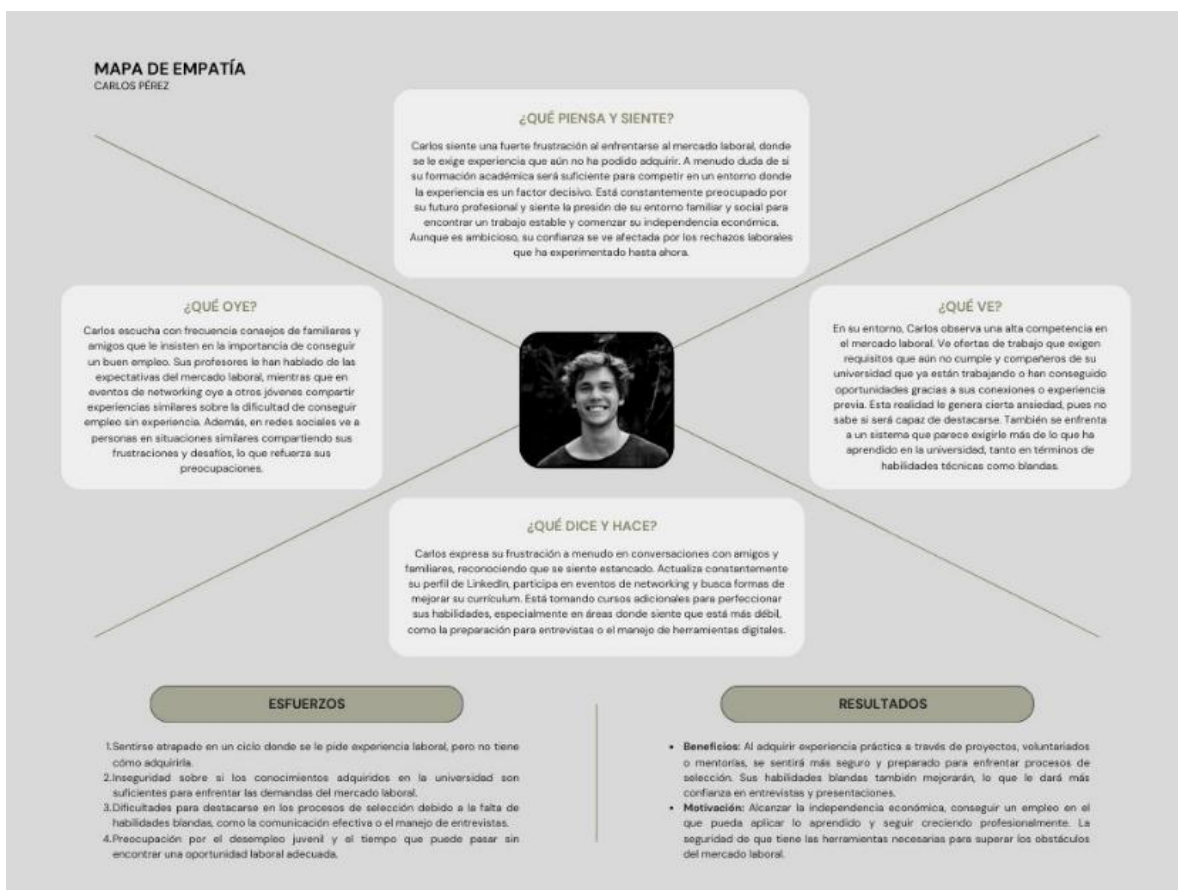 MAPA DE EMPATÍA
CARLOS PÉREZ
¿QUÉ PIENSA Y SIENTE?
Carlos siente una fuerte frustración al enfrentarse al mercado laboral, donde
se le exige experiencia que aún no ha podido adquirir. A menudo duda de si
su formación académica será suficiente para competir en un entorno donde
la experiencia es un factor decisivo. Está constantemente preocupado por
su futuro profesional y siente la presión de su entorno familiar y social para
encontrar un trabajo estable y comenzar su independencia económica.
Aunque es ambicioso, su confianza se ve afectada por los rechazos laborales
que ha experimentado hasta ahora.
¿QUÉ OYE?
Carlos escucha con frecuencia consejos de familiares y
amigos que le insisten en la importancia de conseguir
un buen empleo. Sus profesores le han hablado de las
expectativas del mercado laboral, mientras que en
eventos de networking oye a otros jóvenes compartir
experiencias similares sobre la dificultad de conseguir
empleo sin experiencia. Además, en redes sociales ve a
personas en situaciones similares compartiendo sus
frustraciones y desafíos, lo que refuerza sus
preocupaciones.
¿QUÉ VE?
En su entorno, Carlos observa una alta competencia en
el mercado laboral. Ve ofertas de trabajo que exigen
requisitos que aún no cumple y compañeros de su
universidad que ya están trabajando o han conseguido
oportunidades gracias a sus conexiones o experiencia
previa. Esta realidad le genera cierta ansiedad, pues no
sabe si será capaz de destacarse. También se enfrenta
a un sistema que parece exigirle más de lo que ha
aprendido en la universidad, tanto en términos de
habilidades técnicas como blandas.
¿QUÉ DICE Y HACE?
Carlos expresa su frustración a menudo en conversaciones con amigos y
familiares, reconociendo que se siente estancado. Actualiza constantemente
su perfil de LinkedIn, participa en eventos de networking y busca formas de
mejorar su currículum. Está tomando cursos adicionales para perfeccionar
sus habilidades, especialmente en áreas donde siente que está más débil,
como la preparación para entrevistas o el manejo de herramientas digitales.
ESFUERZOS
1.Sentirse atrapado en un ciclo donde se le pide experiencia laboral, pero no tiene
cómo adquirirla.
2.Inseguridad sobre si los conocimientos adquiridos en la universidad son
suficientes para enfrentar las demandas del mercado laboral.
3.Dificultades para destacarse en los procesos de selección debido a la falta de
habilidades blandas, como la comunicación efectiva o el manejo de entrevistas.
4.Preocupación por el desempleo juvenil y el tiempo que puede pasar sin
encontrar una oportunidad laboral adecuada.
RESULTADOS
• Beneficios: Al adquirir experiencia práctica a través de proyectos, voluntariados
o mentorías, se sentirá más seguro y preparado para enfrentar procesos de
selección. Sus habilidades blandas también mejorarán, lo que le dará más
confianza en entrevistas y presentaciones.
• Motivación: Alcanzar la independencia económica, conseguir un empleo en el
que pueda aplicar lo aprendido y seguir creciendo profesionalmente. La
seguridad de que tiene las herramientas necesarias para superar los obstáculos
del mercado laboral.